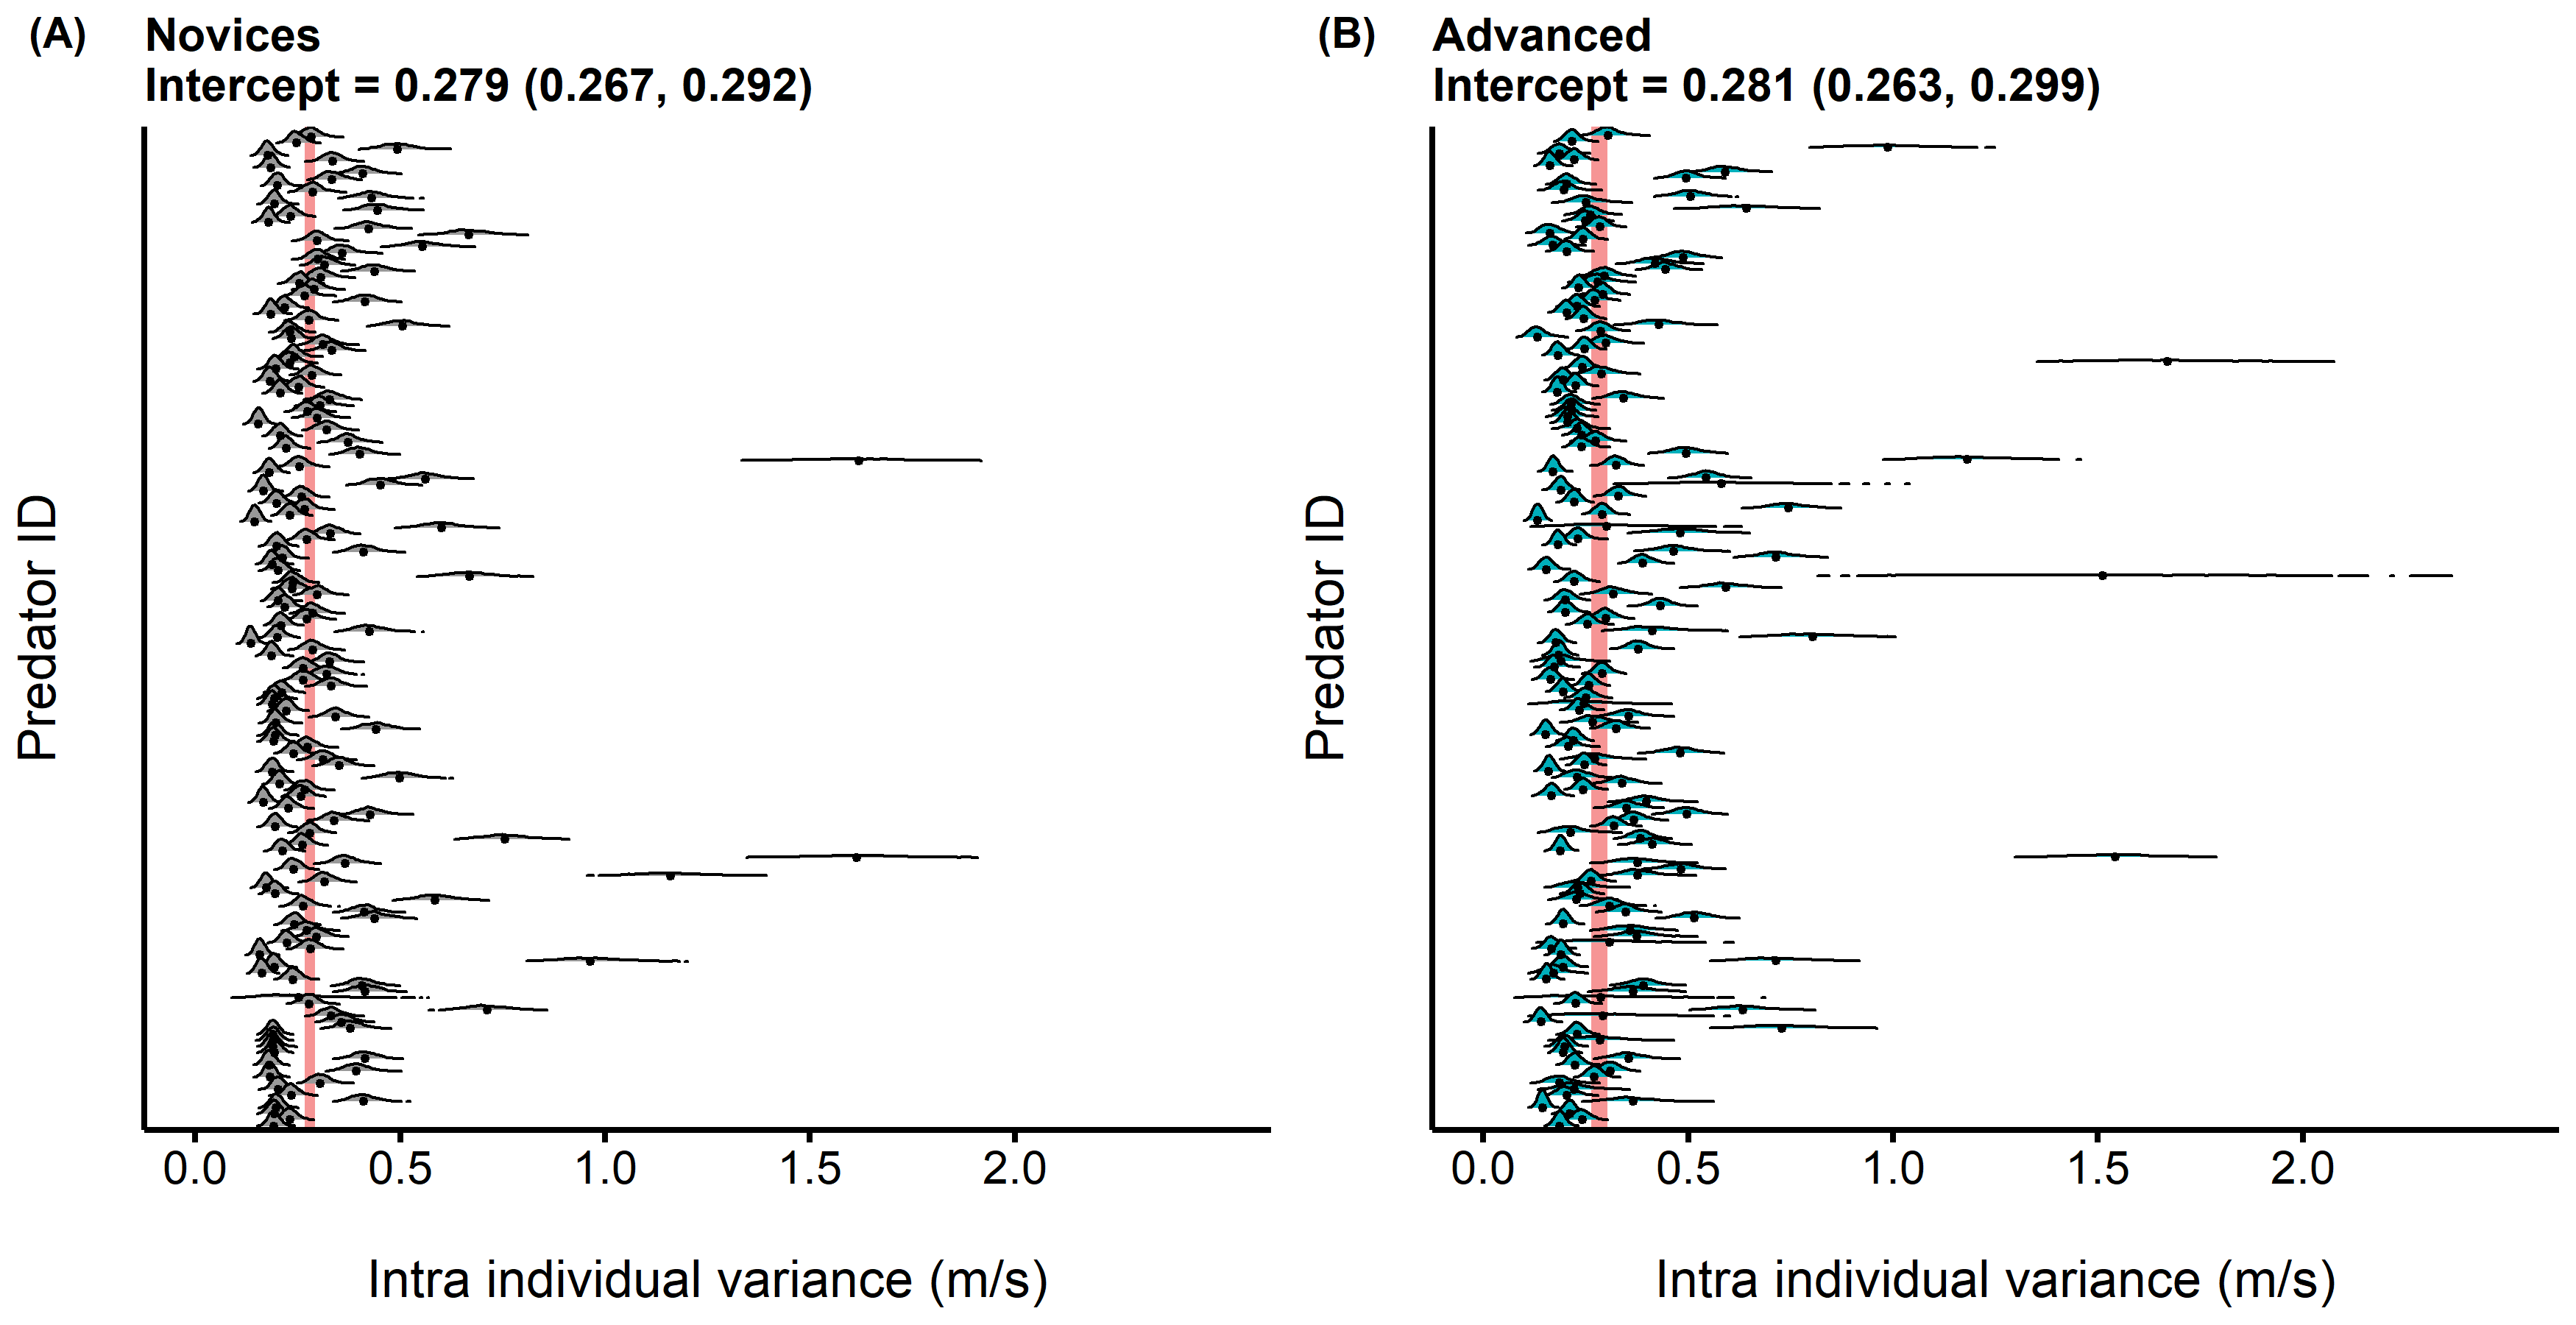 (A) Novices
Intercept = 0.279 (0.267, 0.292)
Predator ID
0.0 0.5 1.0 1.5 2.0
Intra individual variance (m/s)
(B) Advanced
Intercept = 0.281 (0.263, 0.299)
Predator ID
0.0 0.5 1.0 1.5 2.0
Intra individual variance (m/s)